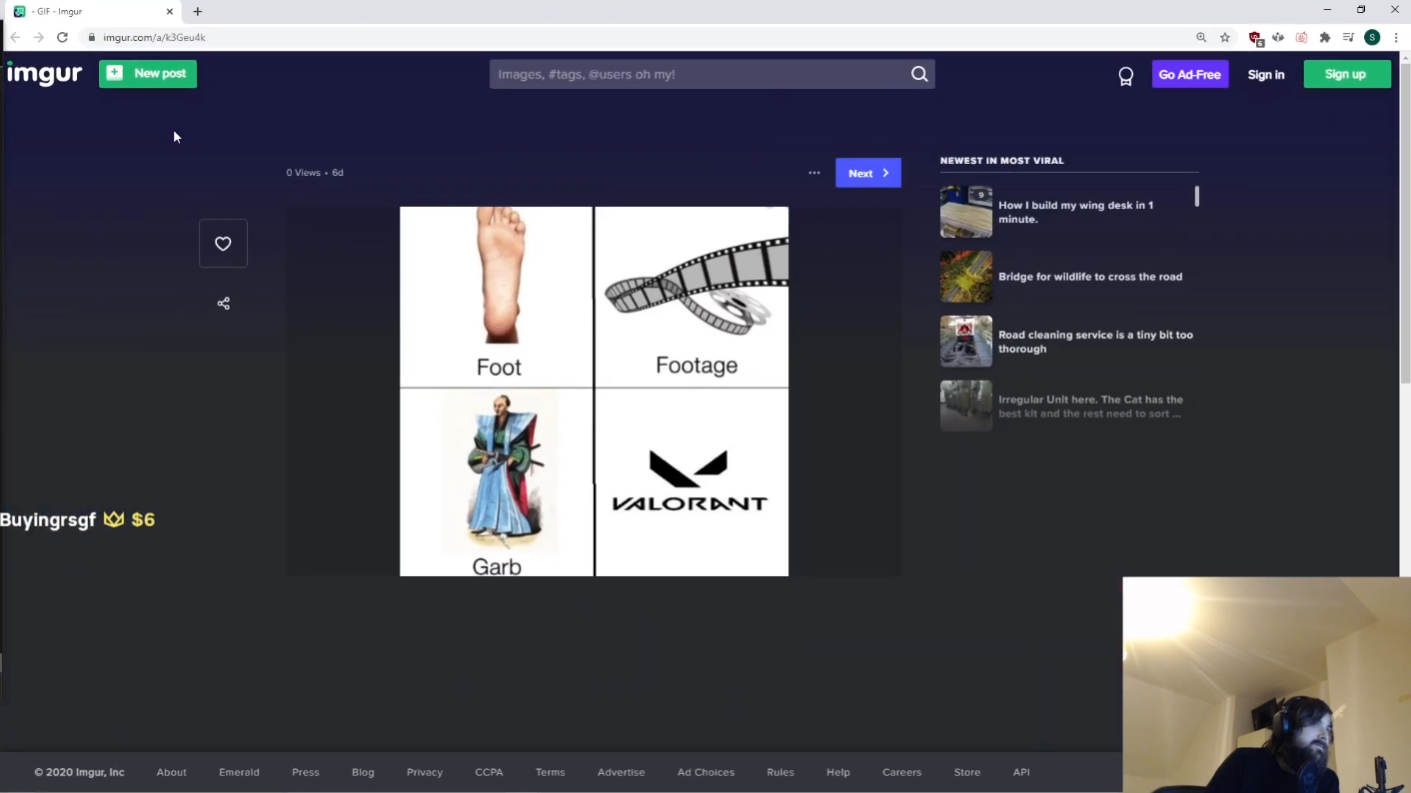 - GIF - Imgur
imgur.com/a/k3Geu4k
S
imgur
New post
Images, #tags, @users oh my!
Go Ad-Free
Sign in
Sign up
0 Views • 6d
Next
NEWEST IN MOST VIRAL
9
How I build my wing desk in 1
minute.
Bridge for wildlife to cross the road
Road cleaning service is a tiny bit too
thorough
Irregular Unit here. The Cat has the
best kit and the rest need to sort ...
Foot
Footage
VALORANT
Garb
Buyingrsgf $6
© 2020 Imgur, Inc
About
Emerald
Press
Blog
Privacy
CCPA
Terms
Advertise
Ad Choices
Rules
Help
Careers
Store
API